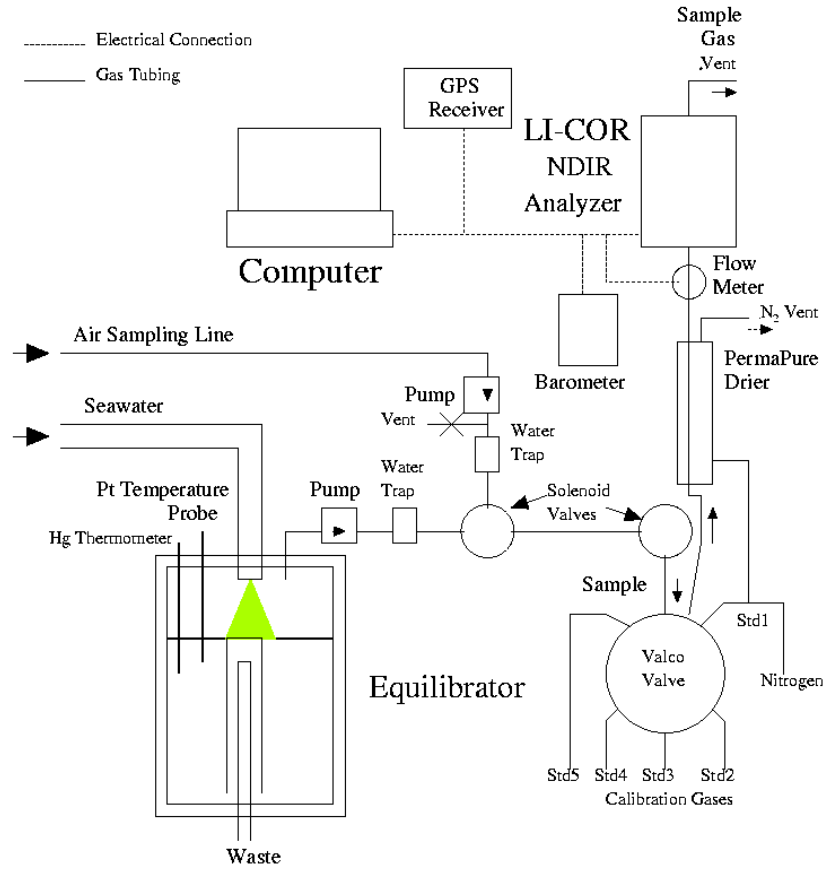 Electrical Connection
Gas Tubing
Sample
Gas
Vent
GPS
Receiver
LI-COR
NDIR
Analyzer
Computer
Flow
Meter
N2 Vent
Air Sampling Line
Barometer
PermaPure
Drier
Pump
Vent
Seawater
Water
Trap
Water
Trap
Pump
Pt Temperature
Probe
Solenoid
Valves
Hg Thermometer
Sample
Std1
Valco
Valve
Nitrogen
Equilibrator
Std5
Std4
Std3
Std2
Calibration Gases
Waste